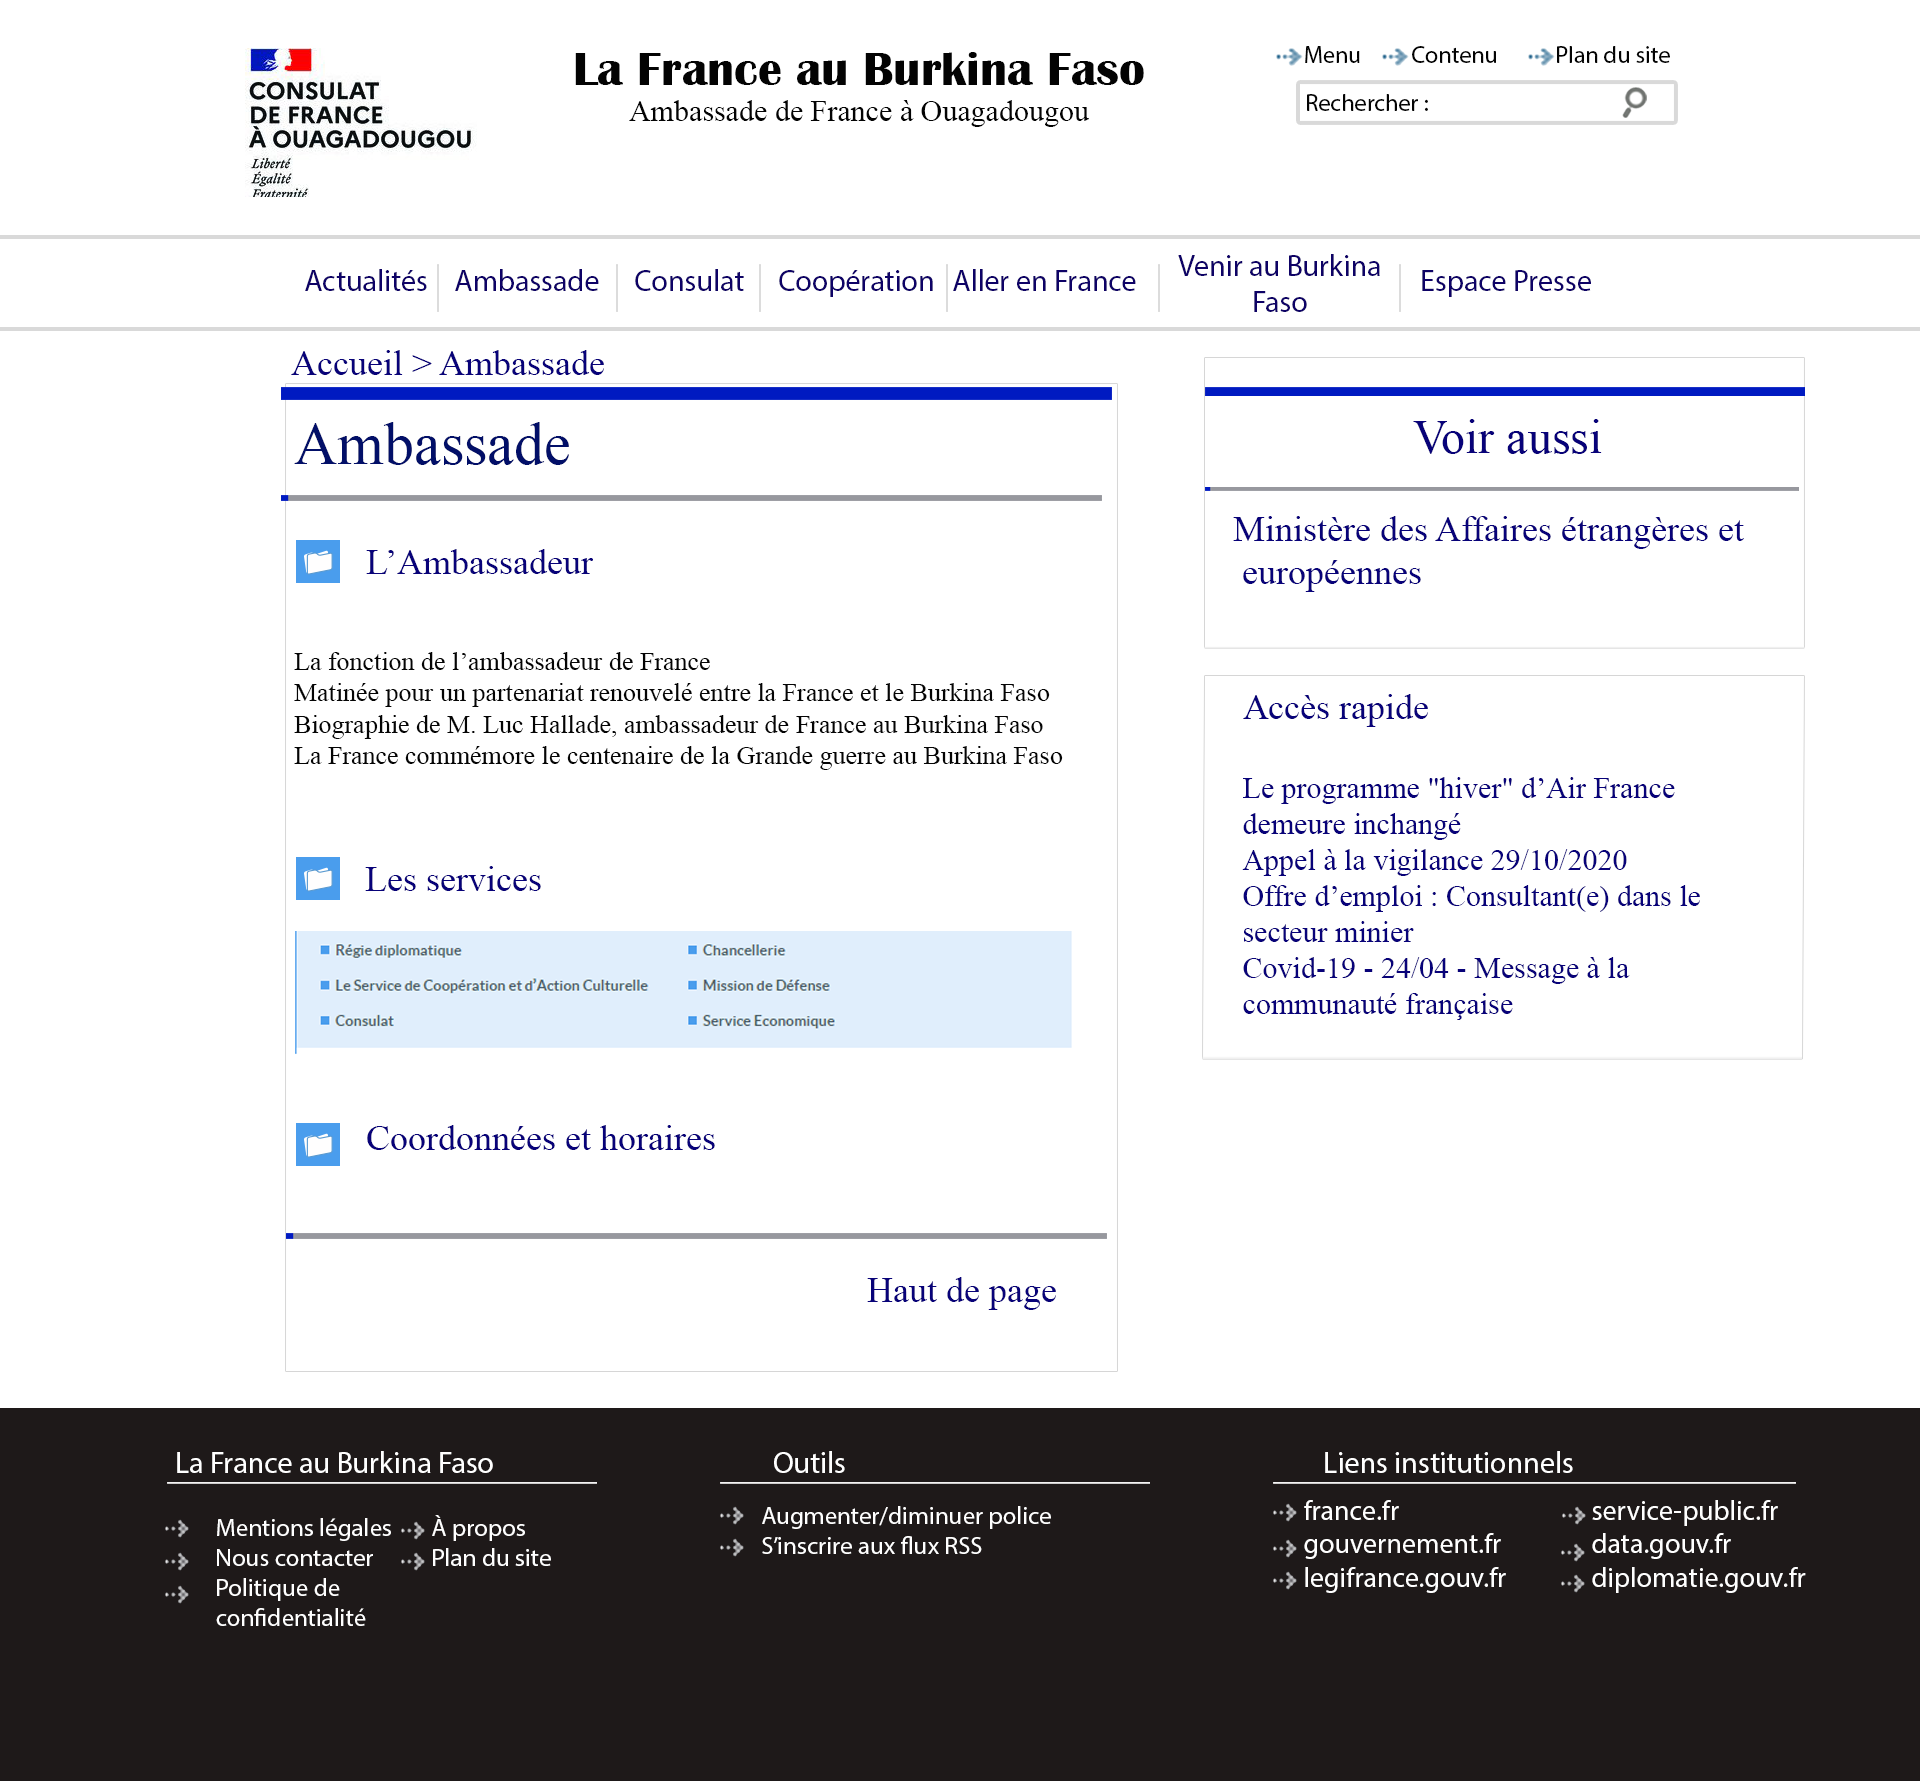 CONSULAT
DE FRANCE
À OUAGADOUGOU
Liberté
Égalité
Fraternité
La France au Burkina Faso
Ambassade de France à Ouagadougou
Menu
Contenu
Plan du site
Rechercher :
Actualités
Ambassade
Consulat
Coopération
Aller en France
Venir au Burkina
Faso
Espace Presse
Accueil > Ambassade
Ambassade
L’Ambassadeur
La fonction de l’ambassadeur de France
Matinée pour un partenariat renouvelé entre la France et le Burkina Faso
Biographie de M. Luc Hallade, ambassadeur de France au Burkina Faso
La France commémore le centenaire de la Grande guerre au Burkina Faso
Les services
Régie diplomatique
Chancellerie
Le Service de Coopération et d’Action Culturelle
Mission de Défense
Consulat
Service Economique
Coordonnées et horaires
Haut de page
Voir aussi
Ministère des Affaires étrangères et
européennes
Accès rapide
Le programme "hiver" d’Air France
demeure inchangé
Appel à la vigilance 29/10/2020
Offre d’emploi : Consultant(e) dans le
secteur minier
Covid-19 - 24/04 - Message à la
communauté française
La France au Burkina Faso
Mentions légales
À propos
Nous contacter
Plan du site
Politique de
confidentialité
Outils
Augmenter/diminuer police
S’inscrire aux flux RSS
Liens institutionnels
france.fr
service-public.fr
gouvernement.fr
data.gouv.fr
legifrance.gouv.fr
diplomatie.gouv.fr